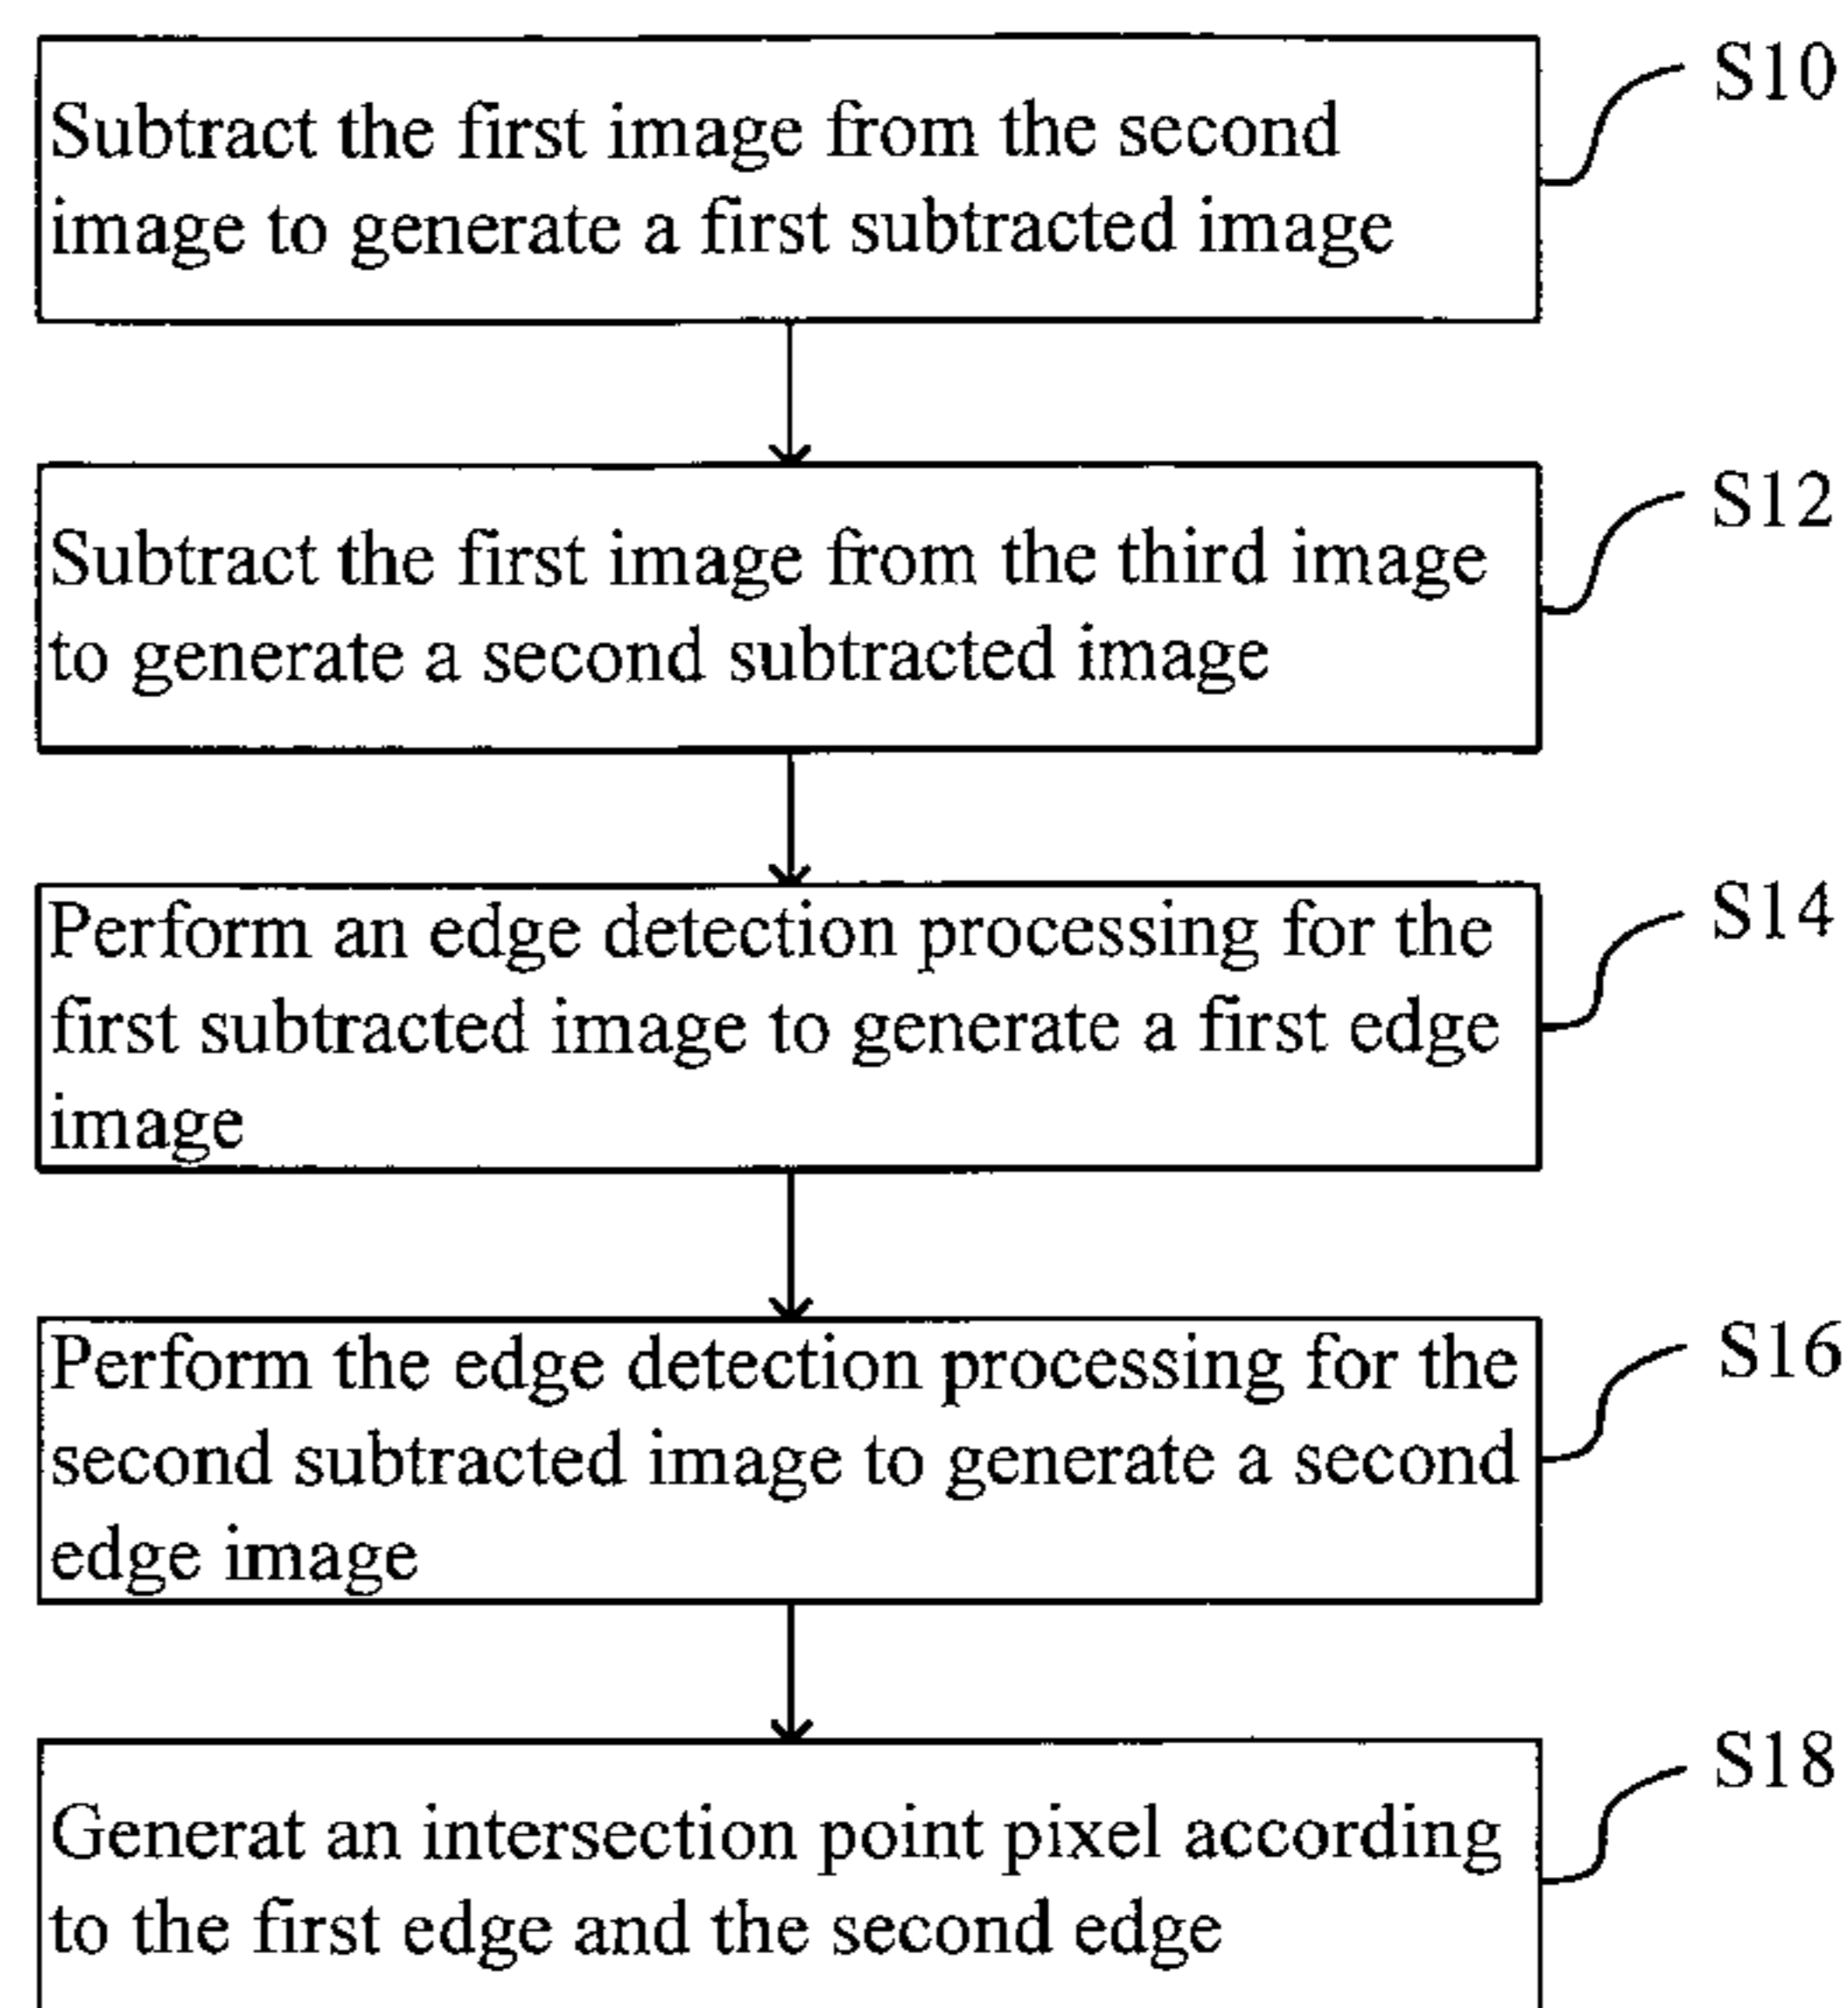 S10
Subtract the first image from the second
image to generate a first subtracted image
S12
Subtract the first image from the third image
to generate a second subtracted image
S14
Perform an edge detection processing for the
first subtracted image to generate a first edge
image
S16
Perform the edge detection processing for the
second subtracted image to generate a second
edge image
S18
Generat an intersection point pixel according
to the first edge and the second edge